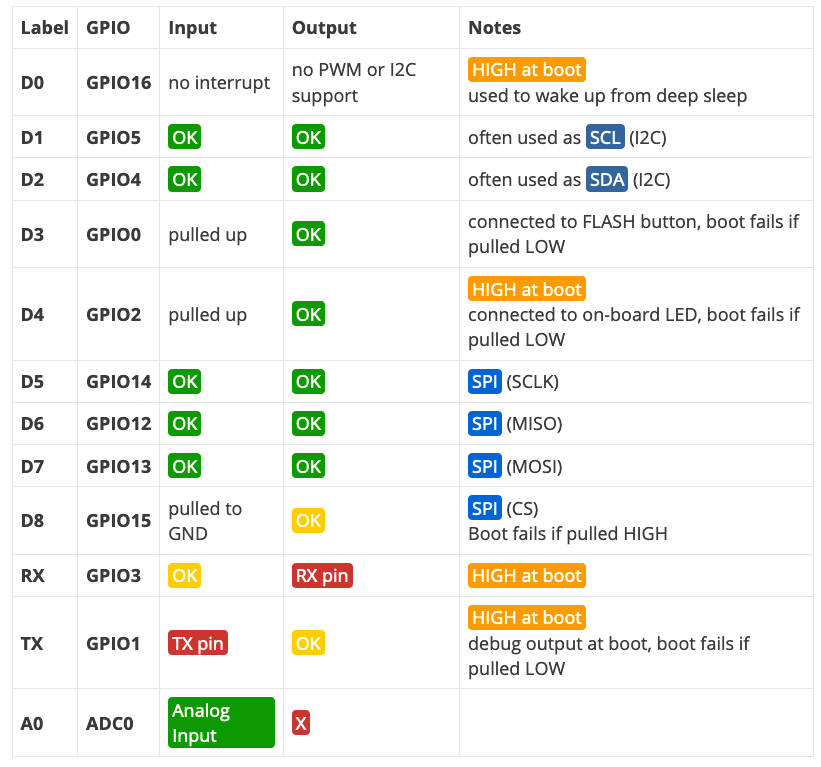 Label GPIO Input Output Notes
D0 GPIO16 no interrupt no PWM or I2C support HIGH at boot
used to wake up from deep sleep
D1 GPIO5 OK OK often used as SCL (I2C)
D2 GPIO4 OK OK often used as SDA (I2C)
D3 GPIO0 pulled up OK connected to FLASH button, boot fails if
pulled LOW
D4 GPIO2 pulled up OK HIGH at boot
connected to on-board LED, boot fails if
pulled LOW
D5 GPIO14 OK OK SPI (SCLK)
D6 GPIO12 OK OK SPI (MISO)
D7 GPIO13 OK OK SPI (MOSI)
D8 GPIO15 pulled to GND OK SPI (CS)
Boot fails if pulled HIGH
RX GPIO3 OK RX pin HIGH at boot
TX GPIO1 TX pin OK HIGH at boot
debug output at boot, boot fails if
pulled LOW
A0 ADC0 Analog Input X